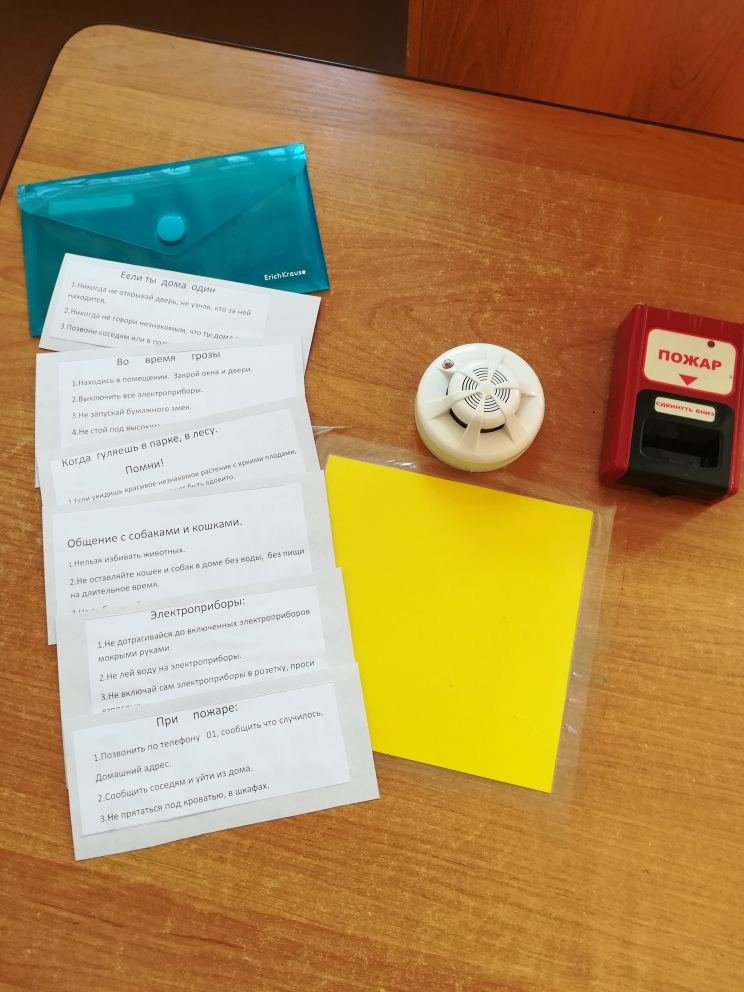 ErichKrause
Если ты дома один
1.Никогда не открывай дверь, не узнав, кто за ней
находится.
2.Никогда не говори незнакомым, что ты дома
3.Позвони соседям или в
Во время грозы
1.Находись в помещении. Закрой окна и двери.
2.Выключить все электроприборы.
3.Не запускай бумажного змея.
4.Не стой под высоким
Когда гуляешь в парке, в лесу.
Помни!
1.Если увидишь красивое незнакомое растение с яркими плодами,
быть ядовито.
Общение с собаками и кошками.
1.Нельзя избивать животных.
2.Не оставляйте кошек и собак в доме без воды, без пищи
на длительное время.
Электроприборы:
1.Не дотрагивайся до включенных электроприборов
мокрыми руками.
2.Не лей воду на электроприборы.
3.Не включай сам электроприборы в розетку, проси
При пожаре:
1.Позвонить по телефону 01, сообщить что случилось,
Домашний адрес.
2.Сообщить соседям и уйти из дома.
3.Не прятаться под кроватью, в шкафах.
ПОЖАР
СДВИНУТЬ ВНИЗ